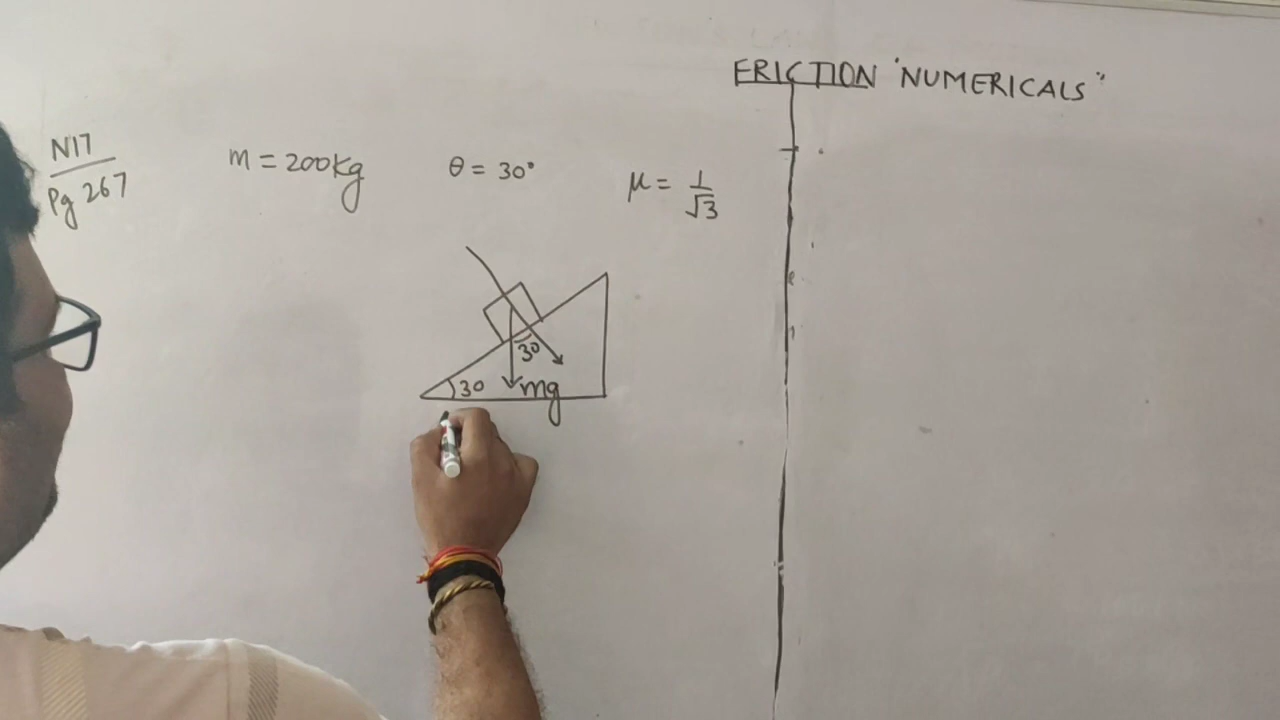 FRICTION "NUMERICALS"
N17
Pg 267
m = 200kg
θ = 30°
μ = 1/√3
30
30
mg